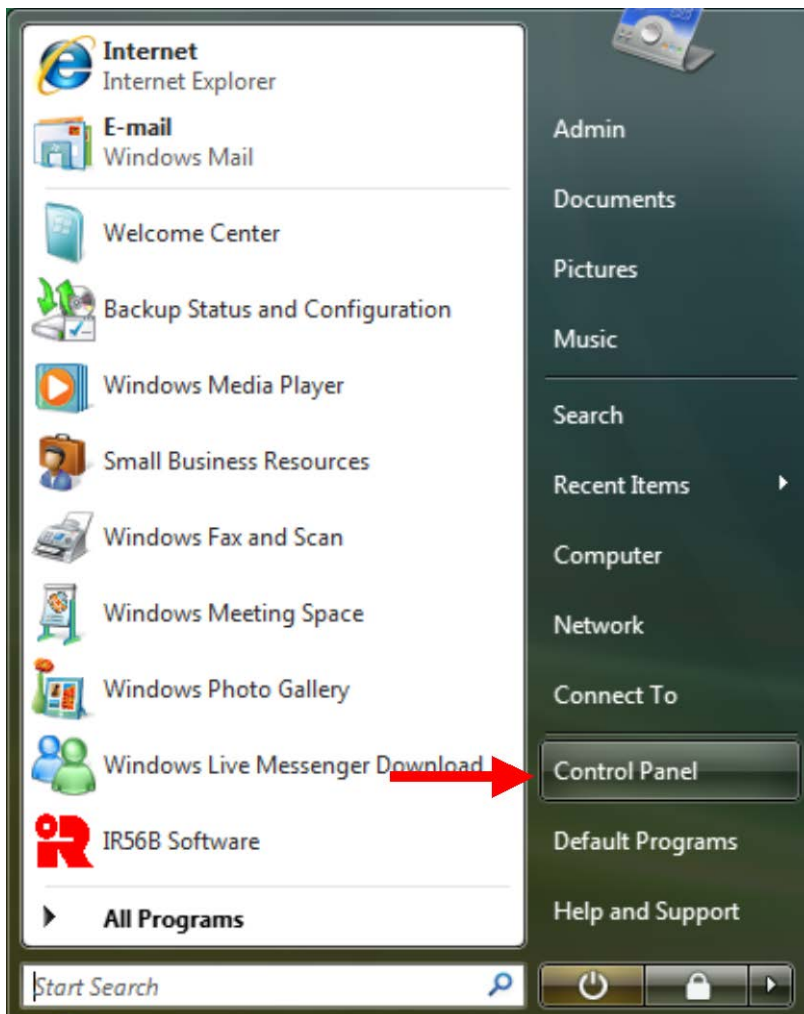 Internet
Internet Explorer
E-mail
Windows Mail
Welcome Center
Backup Status and Configuration
Windows Media Player
Small Business Resources
Windows Fax and Scan
Windows Meeting Space
Windows Photo Gallery
Windows Live Messenger Download
IR56B Software
All Programs
Start Search
Admin
Documents
Pictures
Music
Search
Recent Items
Computer
Network
Connect To
Control Panel
Default Programs
Help and Support